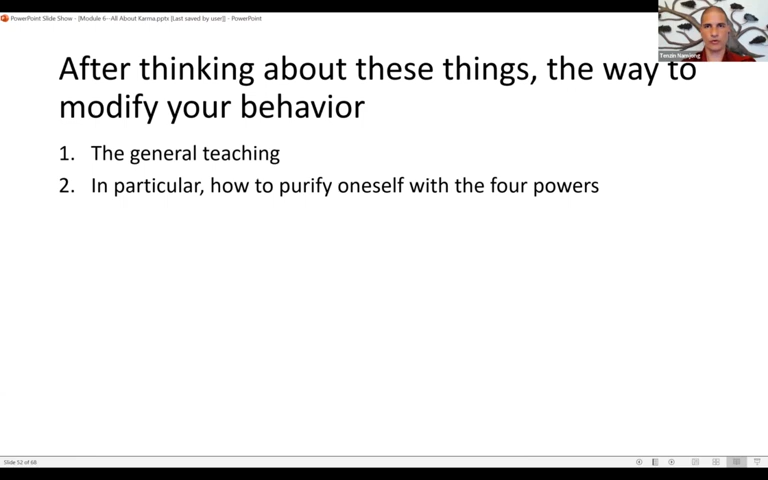 PowerPoint Slide Show - [Module 6--All About Karma.pptx [Last saved by user]] - PowerPoint
Tenzin Namjong
After thinking about these things, the way to
modify your behavior
1. The general teaching
2. In particular, how to purify oneself with the four powers
Slide 52 of 68